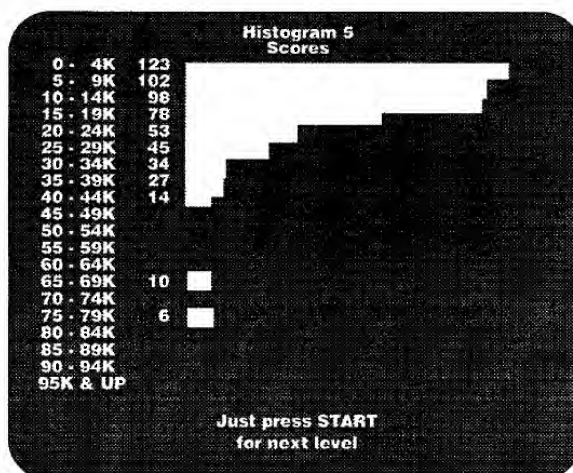 Histogram 5
Scores
0 - 4K 123
5 - 9K 102
10 - 14K 98
15 - 19K 78
20 - 24K 53
25 - 29K 45
30 - 34K 34
35 - 39K 27
40 - 44K 14
45 - 49K
50 - 54K
55 - 59K
60 - 64K
65 - 69K 10
70 - 74K
75 - 79K 6
80 - 84K
85 - 89K
90 - 94K
95K & UP
Just press START
for next level